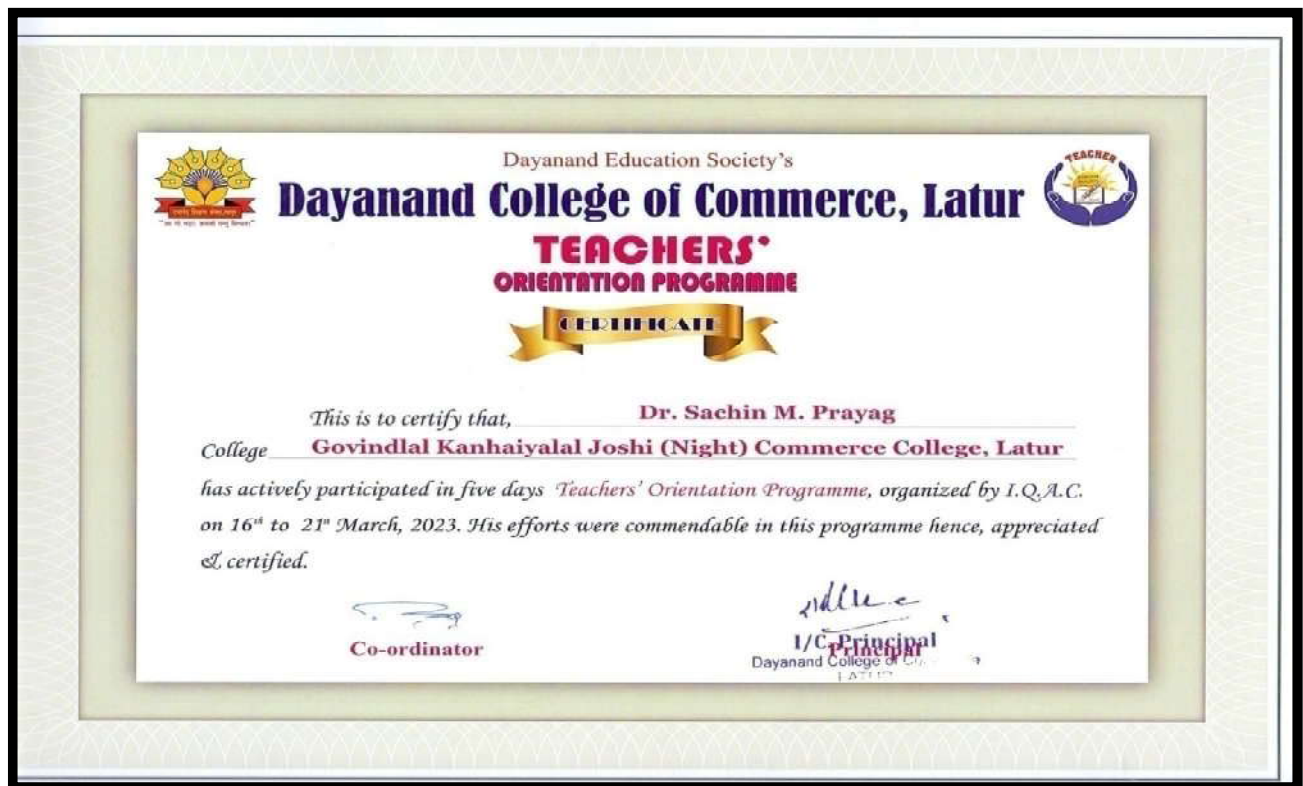 Dayanand Education Society's
Dayanand College of Commerce, Latur
TEACHER
TEACHERS'
ORIENTATION PROGRAMME
CERTIFICATE
This is to certify that, Dr. Sachin M. Prayag
College Govindlal Kanhaiyalal Joshi (Night) Commerce College, Latur
has actively participated in five days Teachers' Orientation Programme, organized by I.Q.A.C.
on 16th to 21st March, 2023. His efforts were commendable in this programme hence, appreciated
& certified.
Co-ordinator
I/C Principal
Principal
Dayanand College of
LATUR